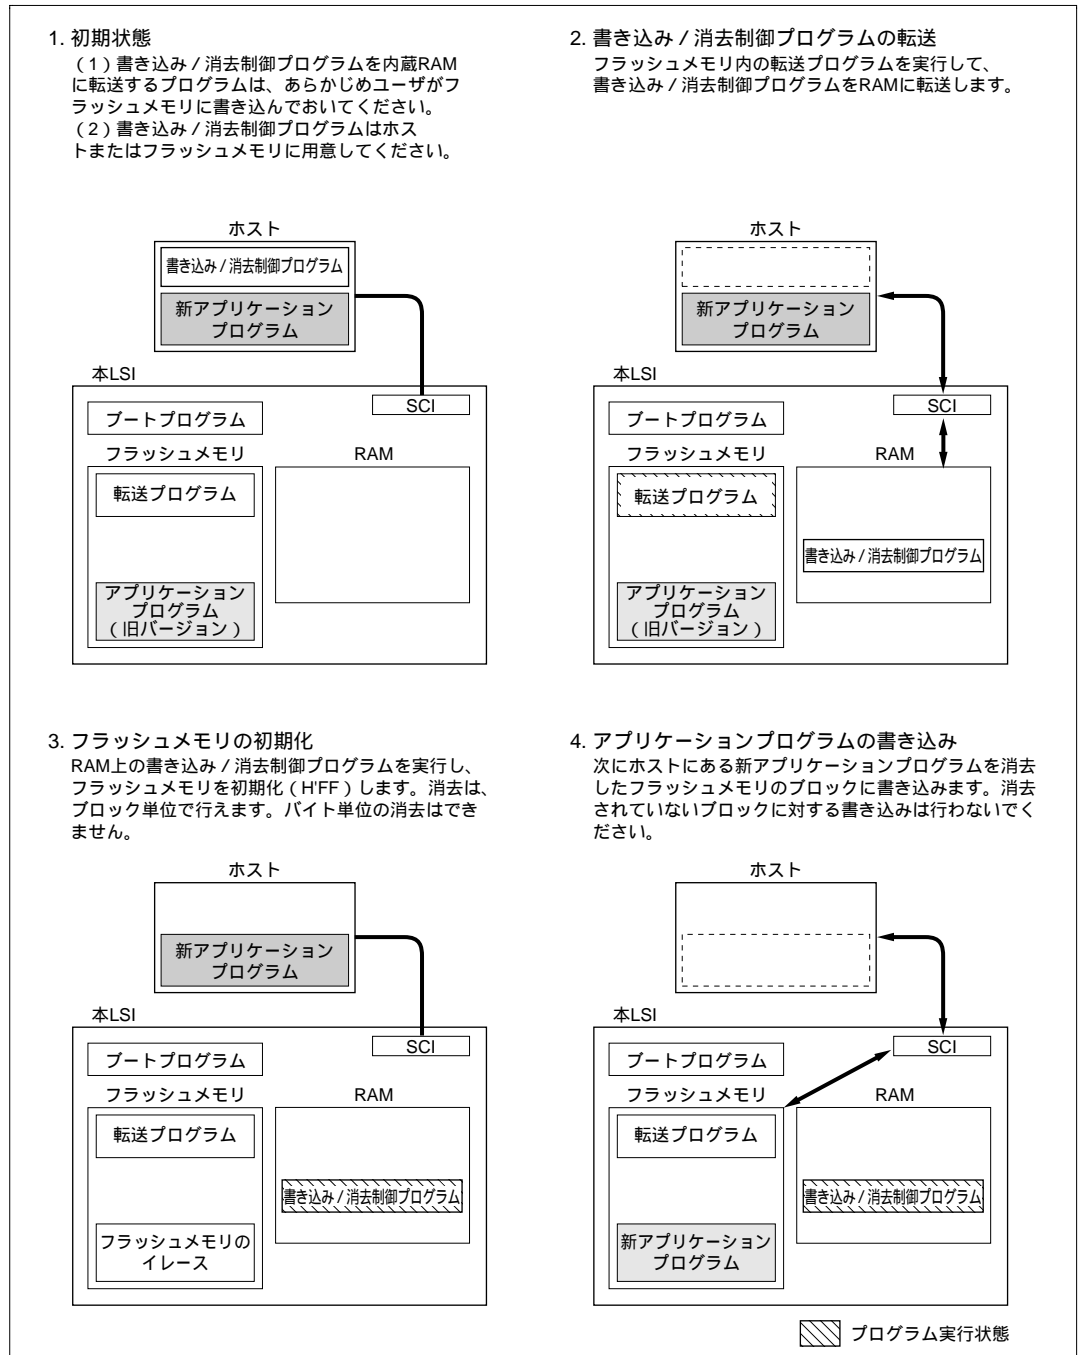 1. 初期状態
（1）書き込み / 消去制御プログラムを内蔵RAM
に転送するプログラムは、あらかじめユーザがフ
ラッシュメモリに書き込んでおいてください。
（2）書き込み / 消去制御プログラムはホス
トまたはフラッシュメモリに用意してください。
ホスト
書き込み / 消去制御プログラム
新アプリケーション
プログラム
本LSI
SCI
ブートプログラム
フラッシュメモリ
RAM
転送プログラム
アプリケーション
プログラム
（旧バージョン）
2. 書き込み / 消去制御プログラムの転送
フラッシュメモリ内の転送プログラムを実行して、
書き込み / 消去制御プログラムをRAMに転送します。
ホスト
新アプリケーション
プログラム
本LSI
SCI
ブートプログラム
フラッシュメモリ
RAM
転送プログラム
書き込み / 消去制御プログラム
アプリケーション
プログラム
（旧バージョン）
3. フラッシュメモリの初期化
RAM上の書き込み / 消去制御プログラムを実行し、
フラッシュメモリを初期化（H'FF）します。消去は、
ブロック単位で行えます。バイト単位の消去はでき
ません。
ホスト
新アプリケーション
プログラム
本LSI
SCI
ブートプログラム
フラッシュメモリ
RAM
転送プログラム
書き込み / 消去制御プログラム
フラッシュメモリの
イレース
4. アプリケーションプログラムの書き込み
次にホストにある新アプリケーションプログラムを消去
したフラッシュメモリのブロックに書き込みます。消去
されていないブロックに対する書き込みは行わないでく
ださい。
ホスト
本LSI
SCI
ブートプログラム
フラッシュメモリ
RAM
転送プログラム
書き込み / 消去制御プログラム
新アプリケーション
プログラム
プログラム実行状態